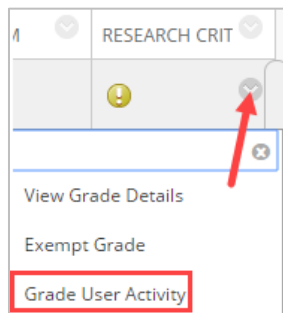 RESEARCH CRIT
View Grade Details
Exempt Grade
Grade User Activity